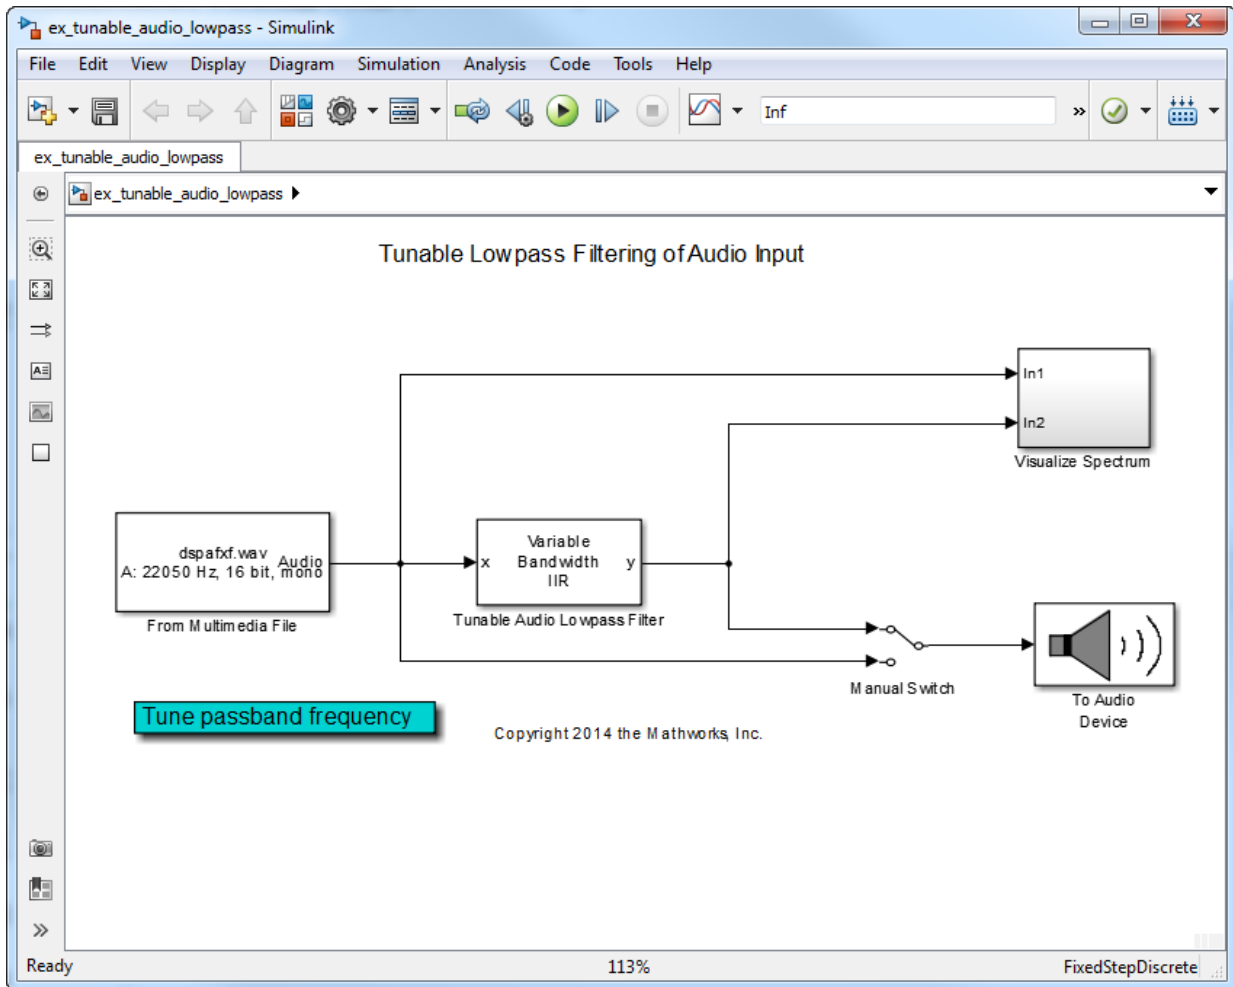 ex_tunable_audio_lowpass - Simulink
File Edit View Display Diagram Simulation Analysis Code Tools Help
Inf
ex_tunable_audio_lowpass
ex_tunable_audio_lowpass
Tunable Lowpass Filtering of Audio Input
In1
In2
Visualize Spectrum
dspafxf.wav
A: 22050 Hz, 16 bit, mono
Audio
From Multimedia File
Variable
Bandwidth
IIR
x
y
Tunable Audio Lowpass Filter
Manual Switch
To Audio
Device
Tune passband frequency
Copyright 2014 the Mathworks, Inc.
Ready 113% FixedStepDiscrete